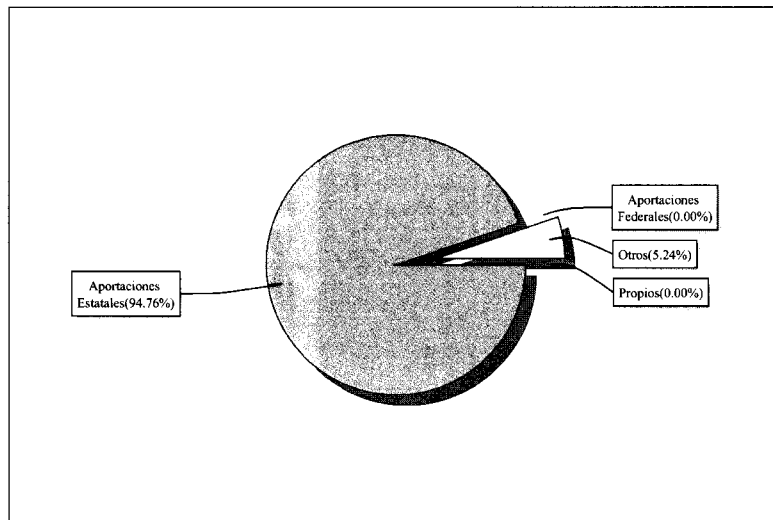 Aportaciones
Federales(0.00%)
Otros(5.24%)
Aportaciones
Estatales(94.76%)
Propios(0.00%)